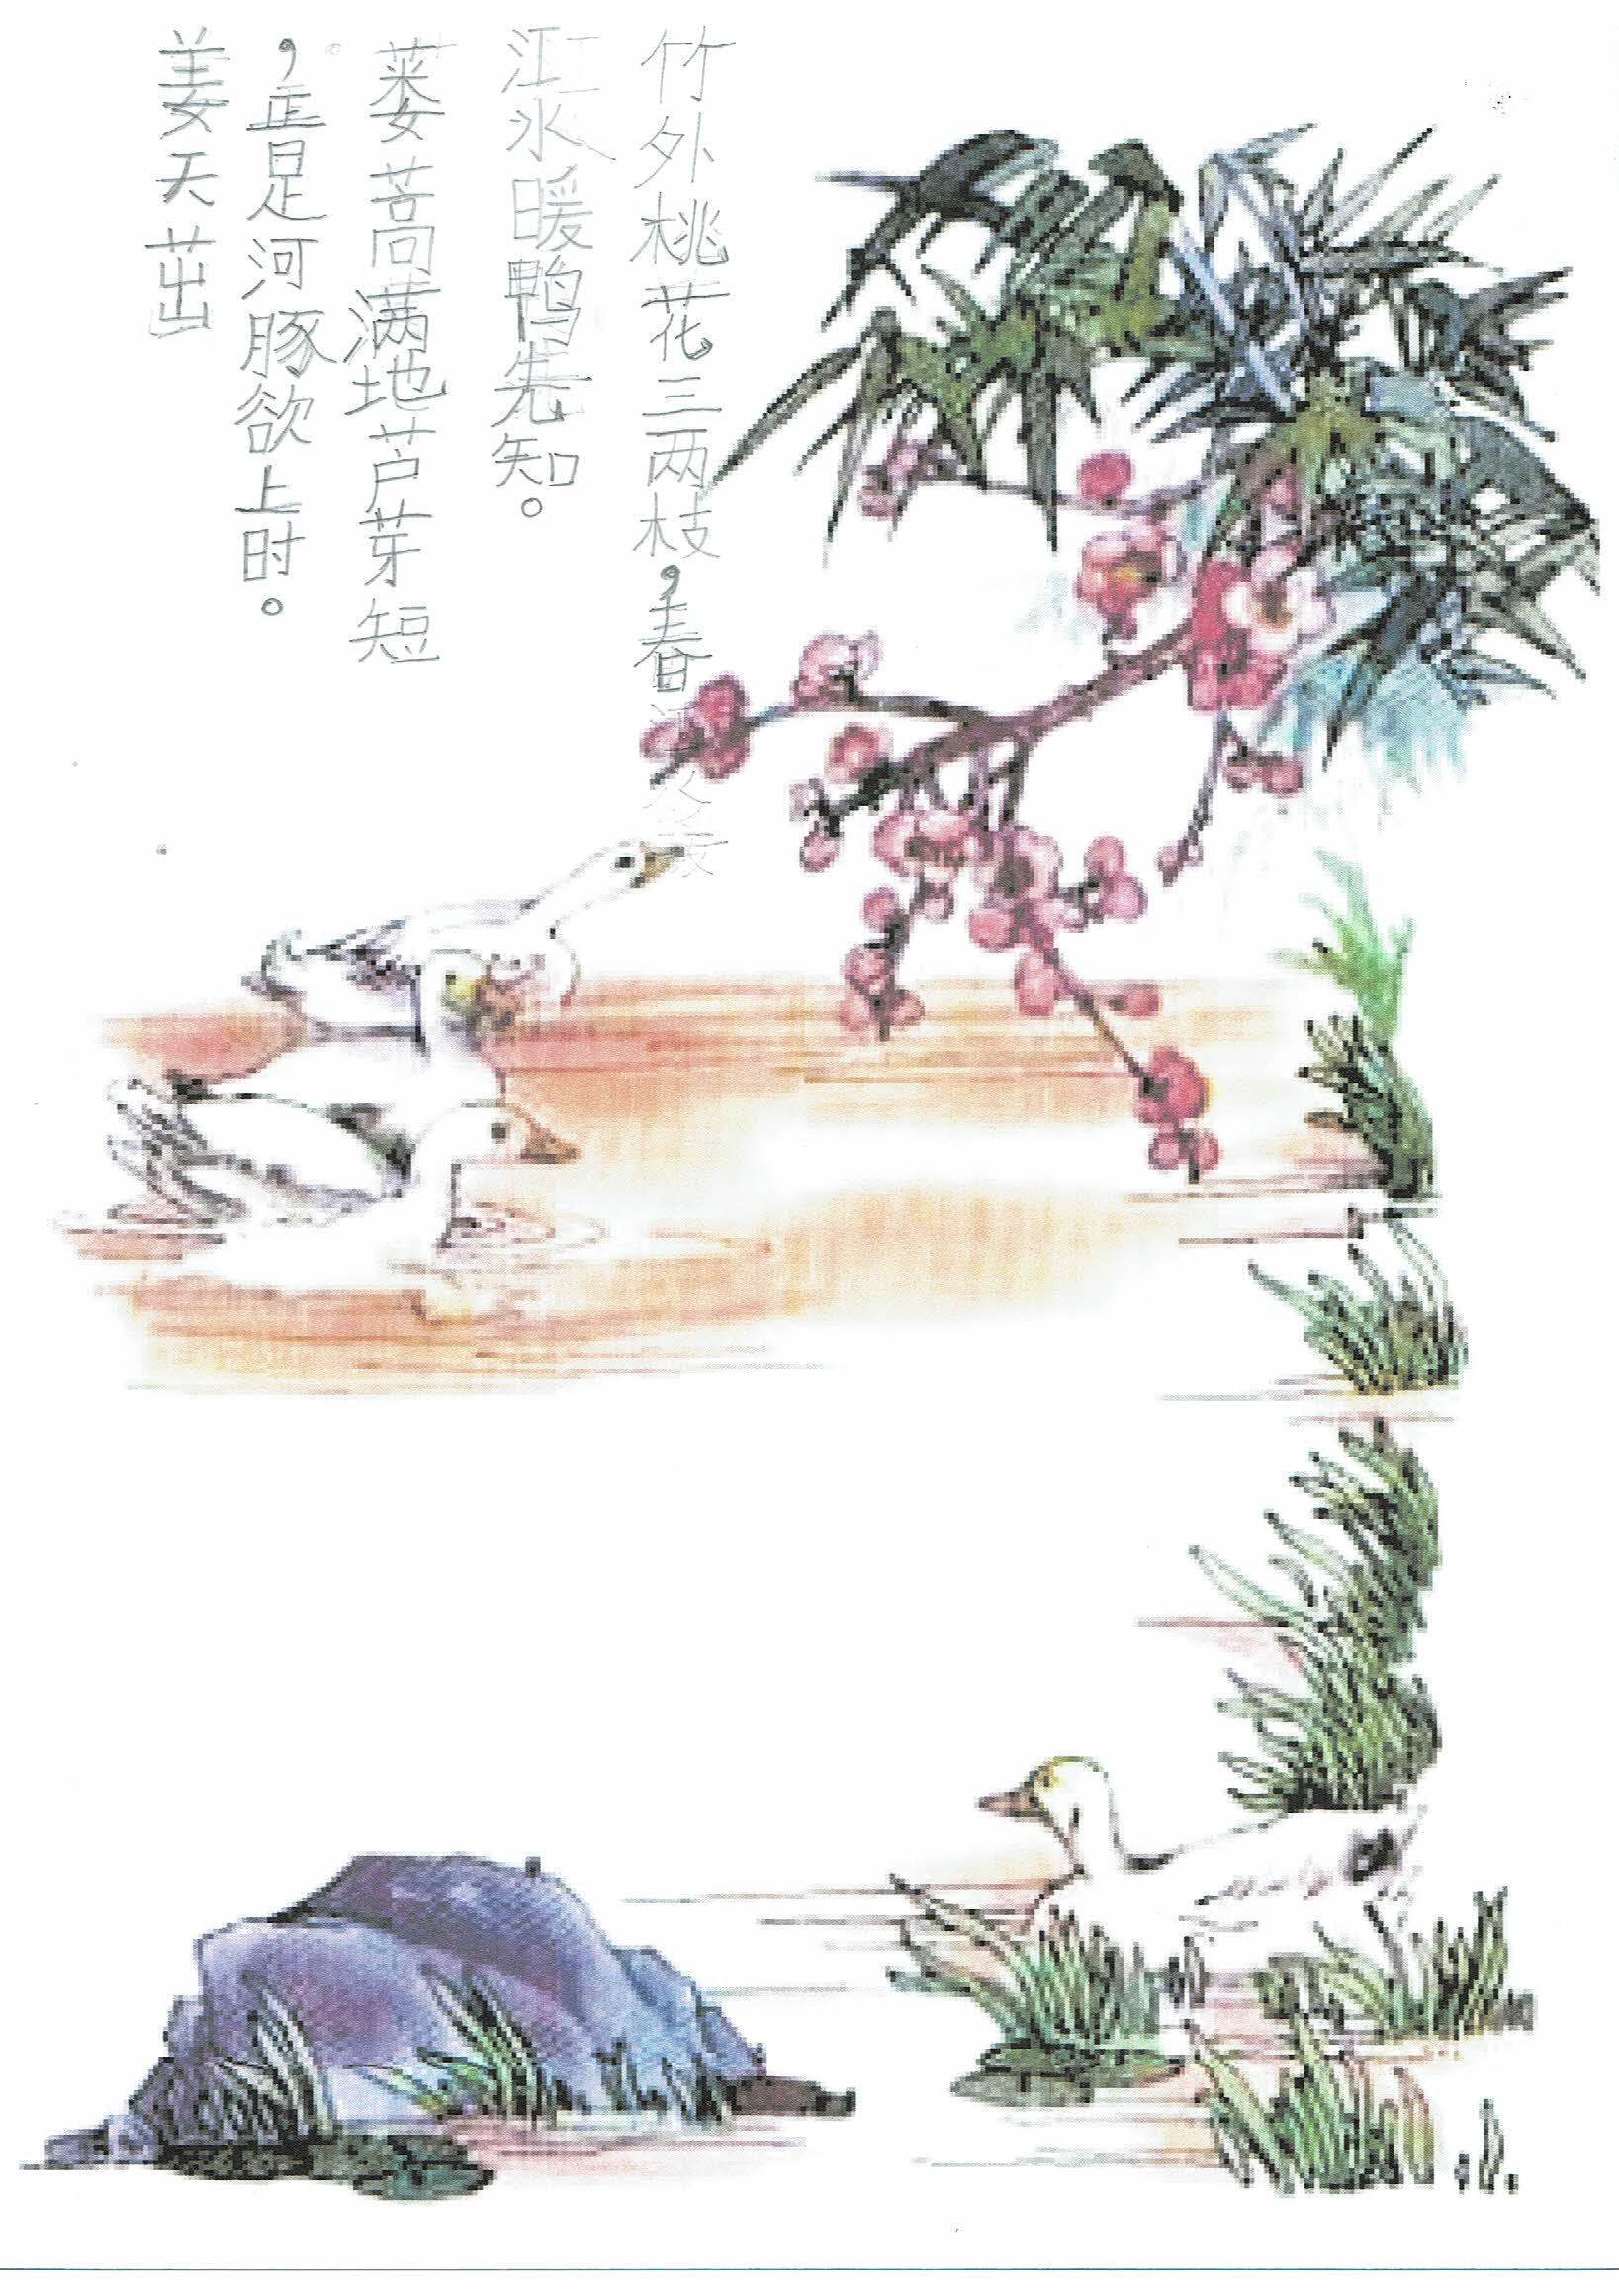 竹外桃花三两枝，春
江水暖鸭先知。
蒌蒿满地芦芽短
，正是河豚欲上时。
姜天茁